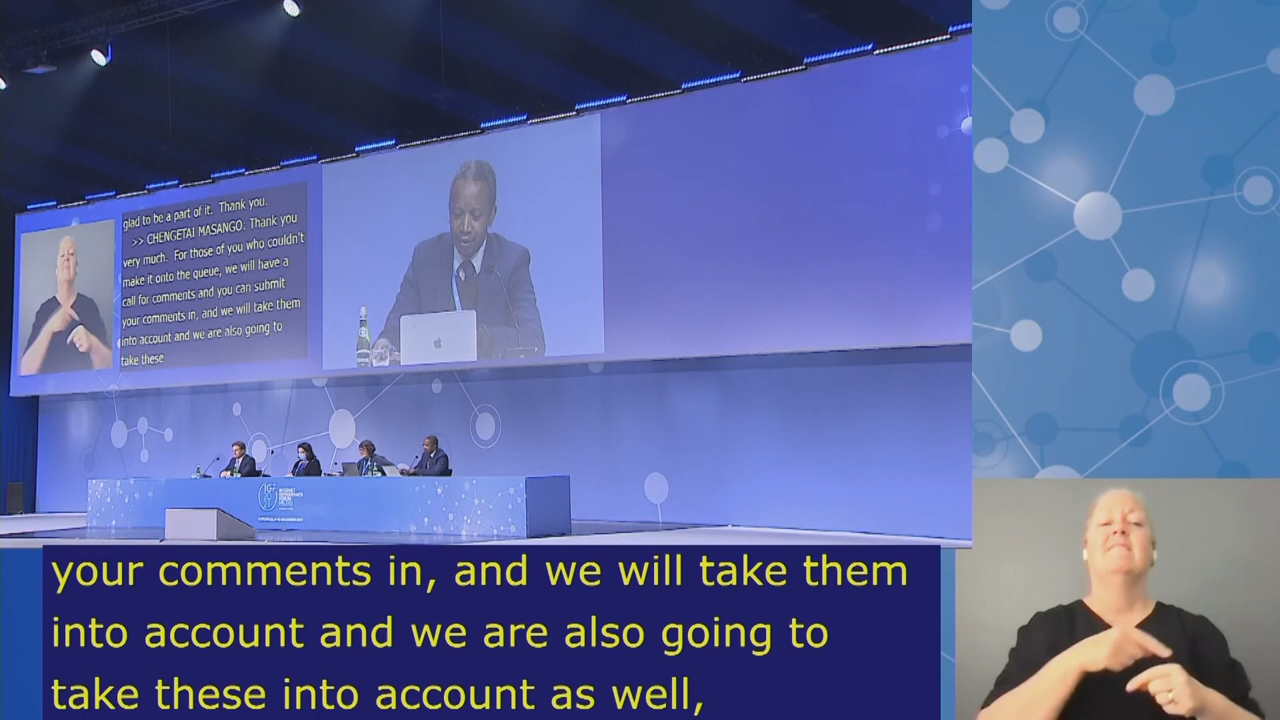 glad to be a part of it. Thank you.
>> CHENGETAI MASANGO: Thank you
very much. For those of you who couldn't
make it onto the queue, we will have a
call for comments and you can submit
your comments in, and we will take them
into account and we are also going to
take these
INTERNET
GOVERNANCE
FORUM
your comments in, and we will take them
into account and we are also going to
take these into account as well,